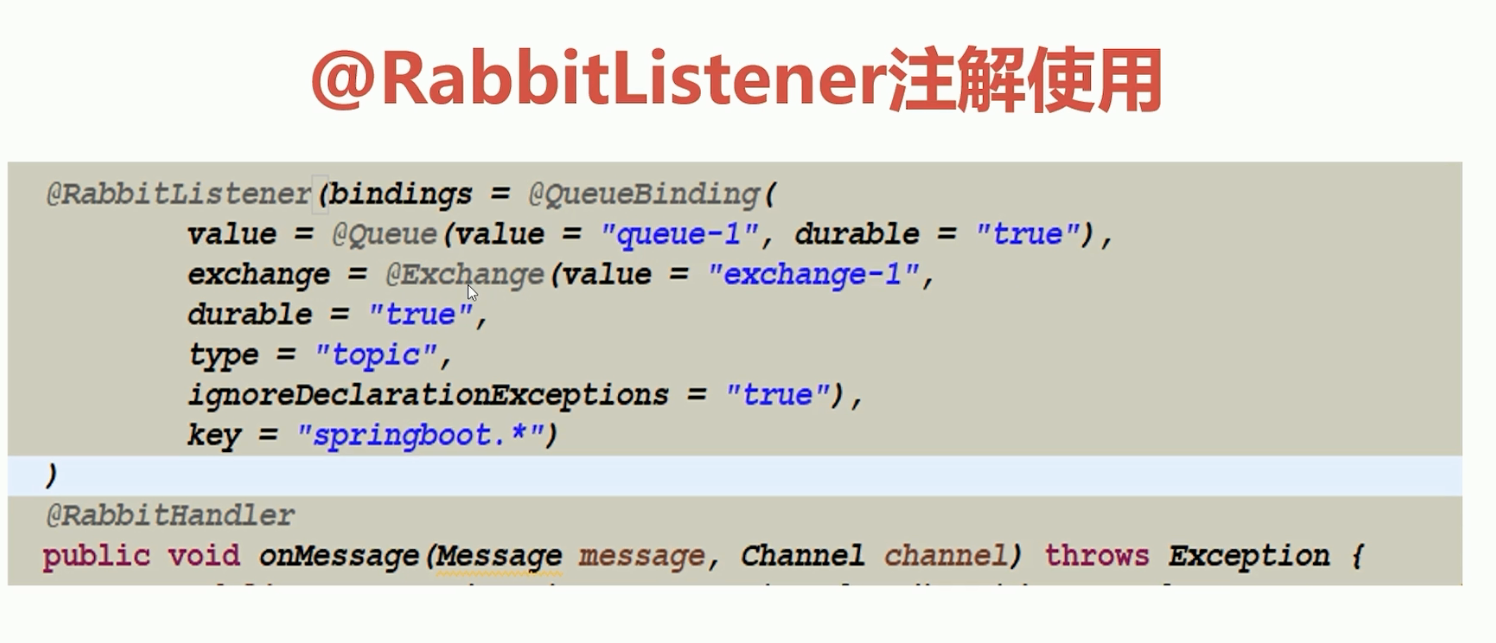 @RabbitListener注解使用
@RabbitListener(bindings = @QueueBinding(
value = @Queue(value = "queue-1", durable = "true"),
exchange = @Exchange(value = "exchange-1",
durable = "true",
type = "topic",
ignoreDeclarationExceptions = "true"),
key = "springboot.*")
)
@RabbitHandler
public void onMessage(Message message, Channel channel) throws Exception {